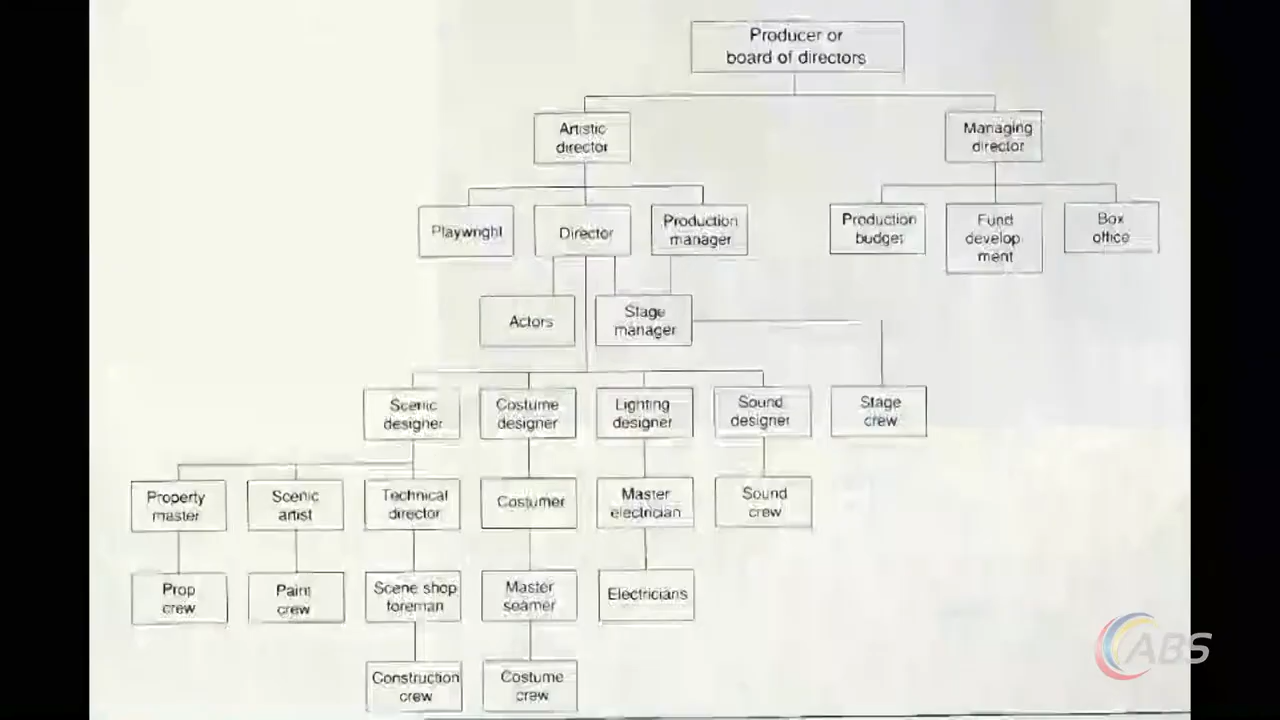 Producer or
board of directors
Artistic
director
Managing
director
Playwright
Director
Production
manager
Production
budget
Fund
develop
ment
Box
office
Actors
Stage
manager
Scenic
designer
Costume
designer
Lighting
designer
Sound
designer
Stage
crew
Property
master
Scenic
artist
Technical
director
Costumer
Master
electrician
Sound
crew
Prop
crew
Paint
crew
Scene shop
foreman
Master
seamer
Electricians
Construction
crew
Costume
crew
ABS